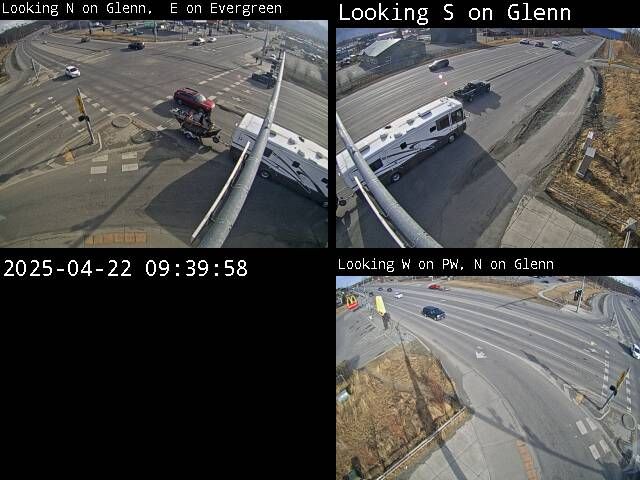 Looking N on Glenn,  E on Evergreen
Looking S on Glenn
2025-04-22 09:39:58
Looking W on PW, N on Glenn